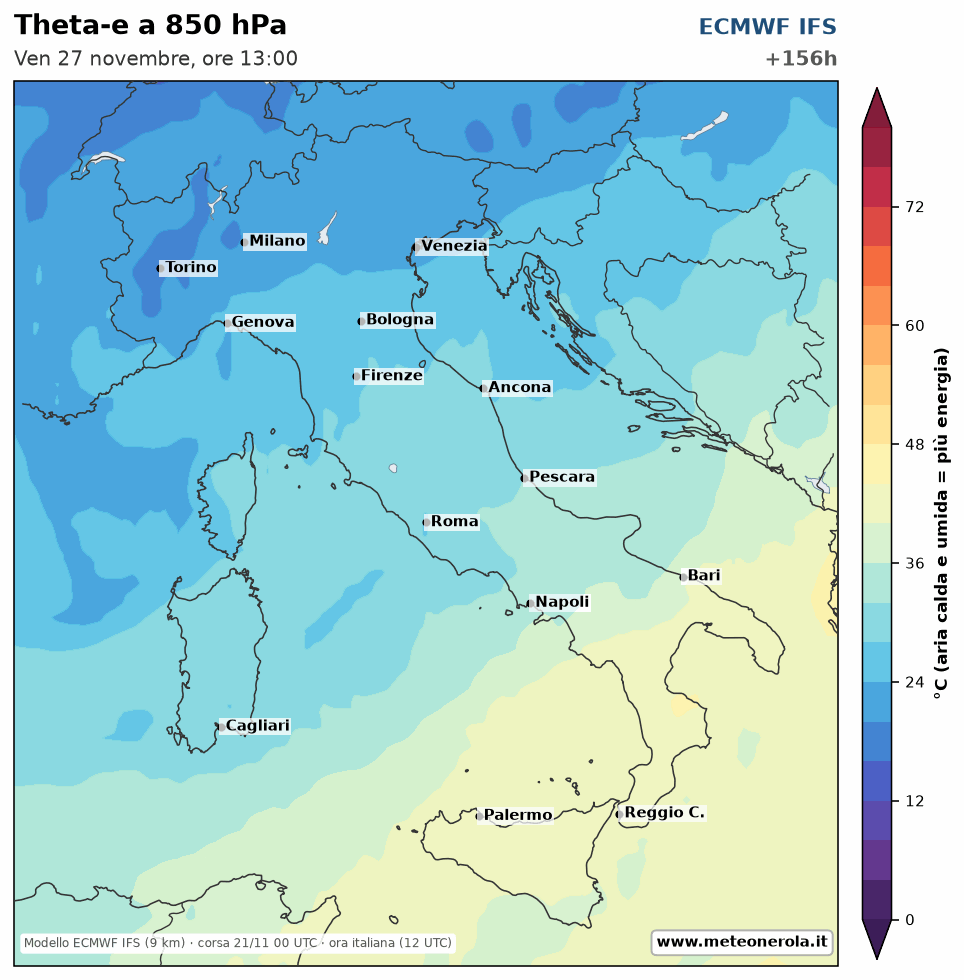 Theta-e a 850 hPa
ECMWF IFS
Ven 27 novembre, ore 13:00
+156h
Milano
Venezia
Torino
Genova
Bologna
Firenze
Ancona
Pescara
Roma
Bari
Napoli
Cagliari
Palermo
Reggio C.
72
60
48
36
24
12
0
°C (aria calda e umida = più energia)
Modello ECMWF IFS (9 km) · corsa 21/11 00 UTC · ora italiana (12 UTC)
www.meteonerola.it